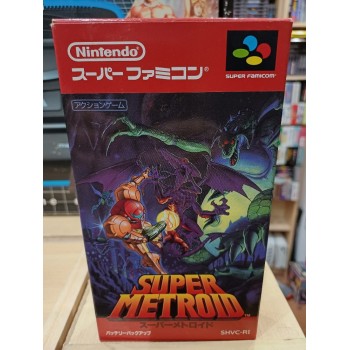 Nintendo
スーパーファミコン®
SUPER FAMICOM™
アクションゲーム
SUPER
METROID™
スーパーメトロイド
バッテリーバックアップ
SHVC-RI